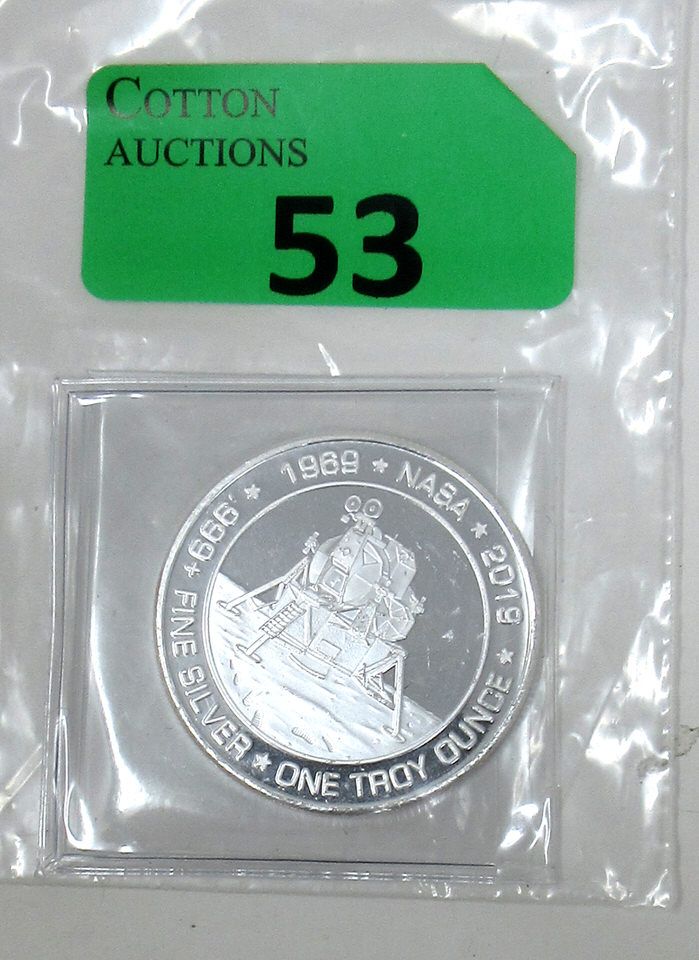 COTTON
AUCTIONS
53
★ 1969 ★ NASA ★ 2019 ★ ONE TROY OUNCE ★ FINE SILVER .999+